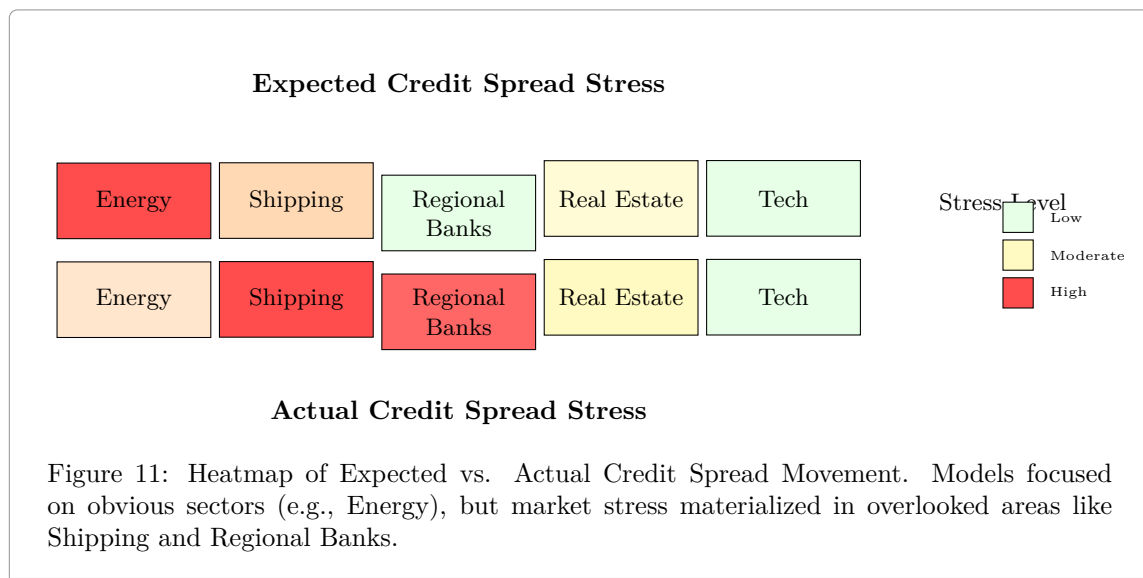 Expected Credit Spread Stress
Energy
Shipping
Regional
Banks
Real Estate
Tech
Stress Level
Low
Moderate
High
Energy
Shipping
Regional
Banks
Real Estate
Tech
Actual Credit Spread Stress
Figure 11: Heatmap of Expected vs. Actual Credit Spread Movement. Models focused
on obvious sectors (e.g., Energy), but market stress materialized in overlooked areas like
Shipping and Regional Banks.